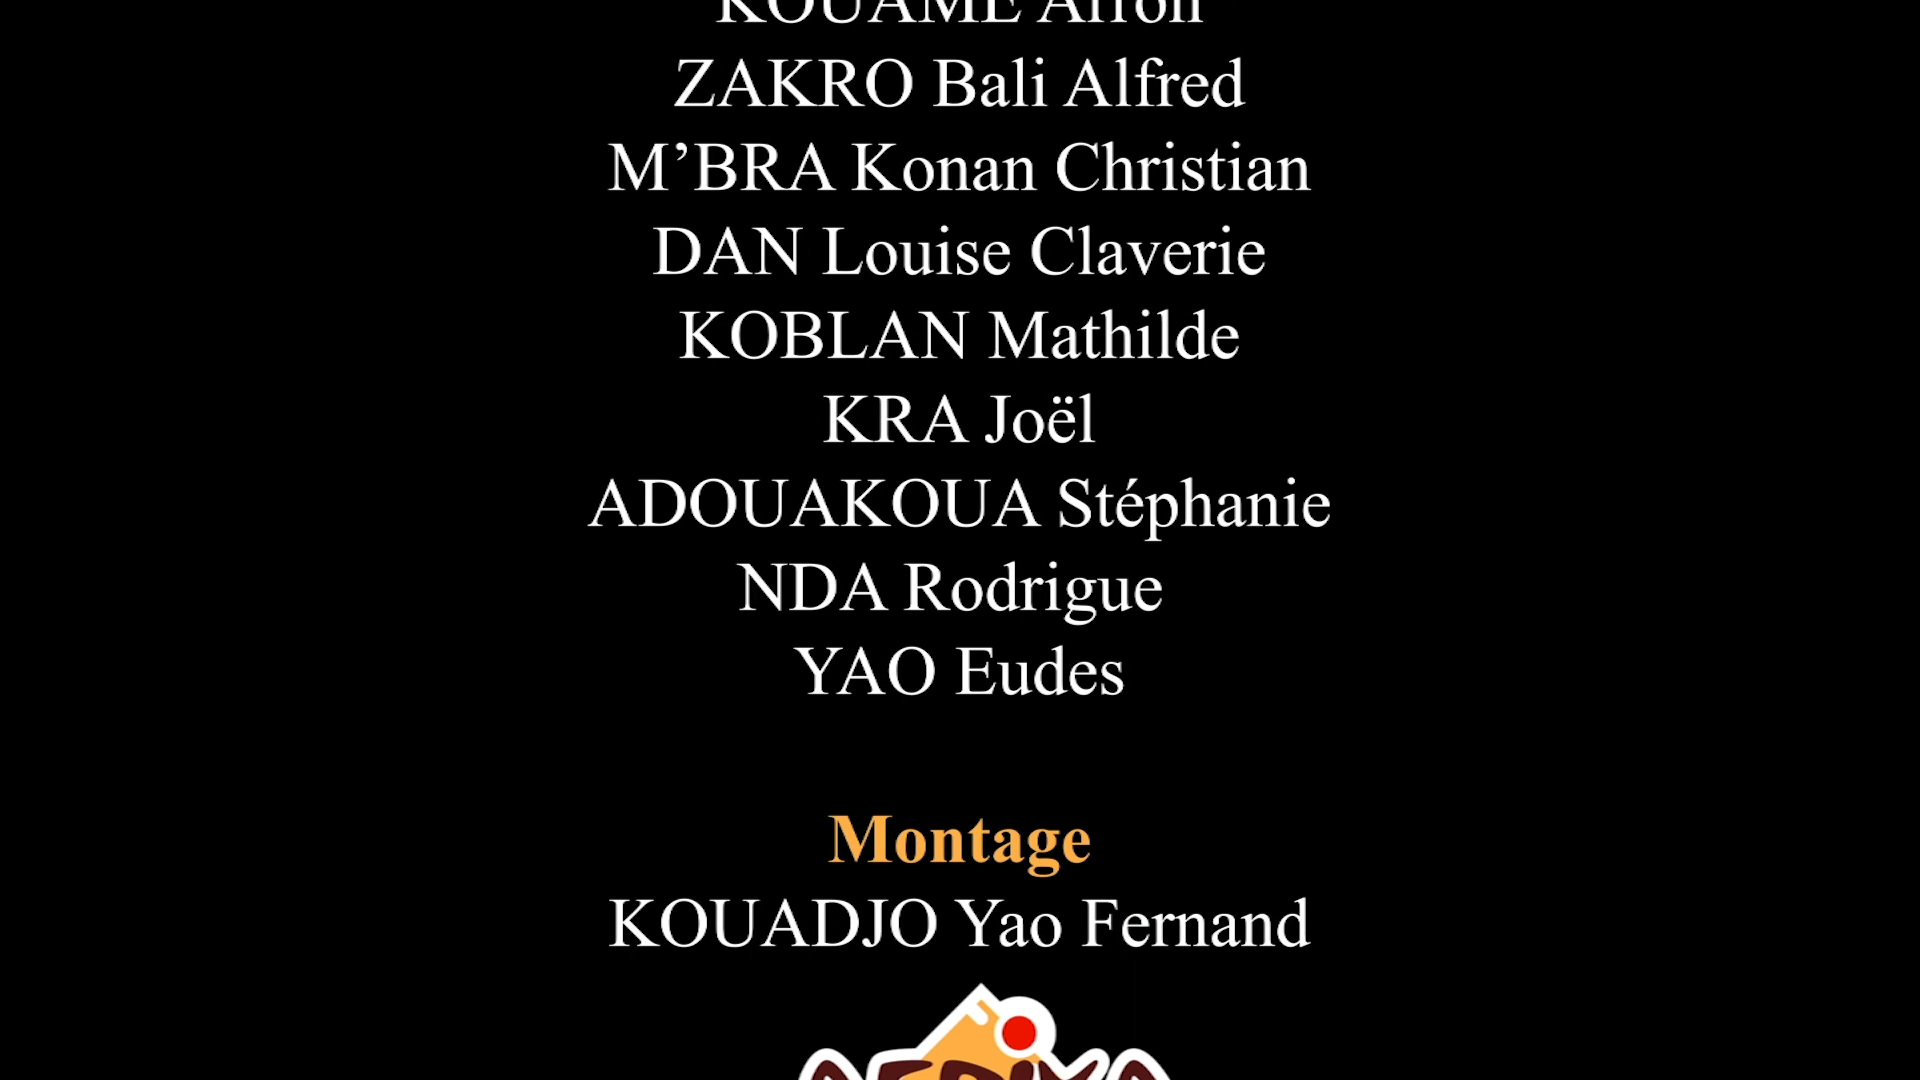 KOUAMÉ
ZAKRO Bali Alfred
M’BRA Konan Christian
DAN Louise Claverie
KOBLAN Mathilde
KRA Joël
ADOUAKOUA Stéphanie
NDA Rodrigue
YAO Eudes
Montage
KOUADJO Yao Fernand